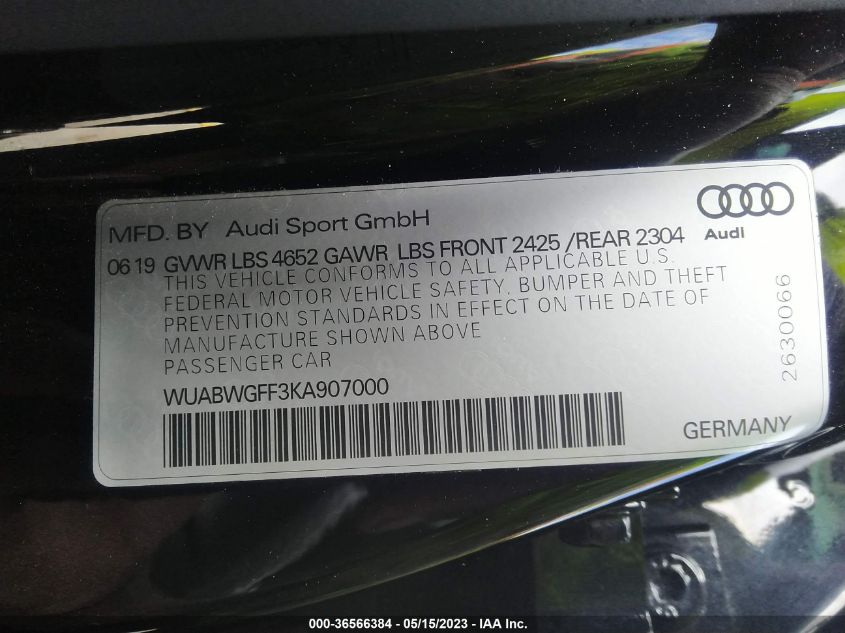 MFD. BY Audi Sport GmbH
Audi
06 19 GVWR LBS 4652 GAWR LBS FRONT 2425 /REAR 2304
THIS VEHICLE CONFORMS TO ALL APPLICABLE U.S.
FEDERAL MOTOR VEHICLE SAFETY, BUMPER AND THEFT
PREVENTION STANDARDS IN EFFECT ON THE DATE OF
MANUFACTURE SHOWN ABOVE
PASSENGER CAR
2630066
WUABWGFF3KA907000
GERMANY
000-36566384 - 05/15/2023 - IAA Inc.